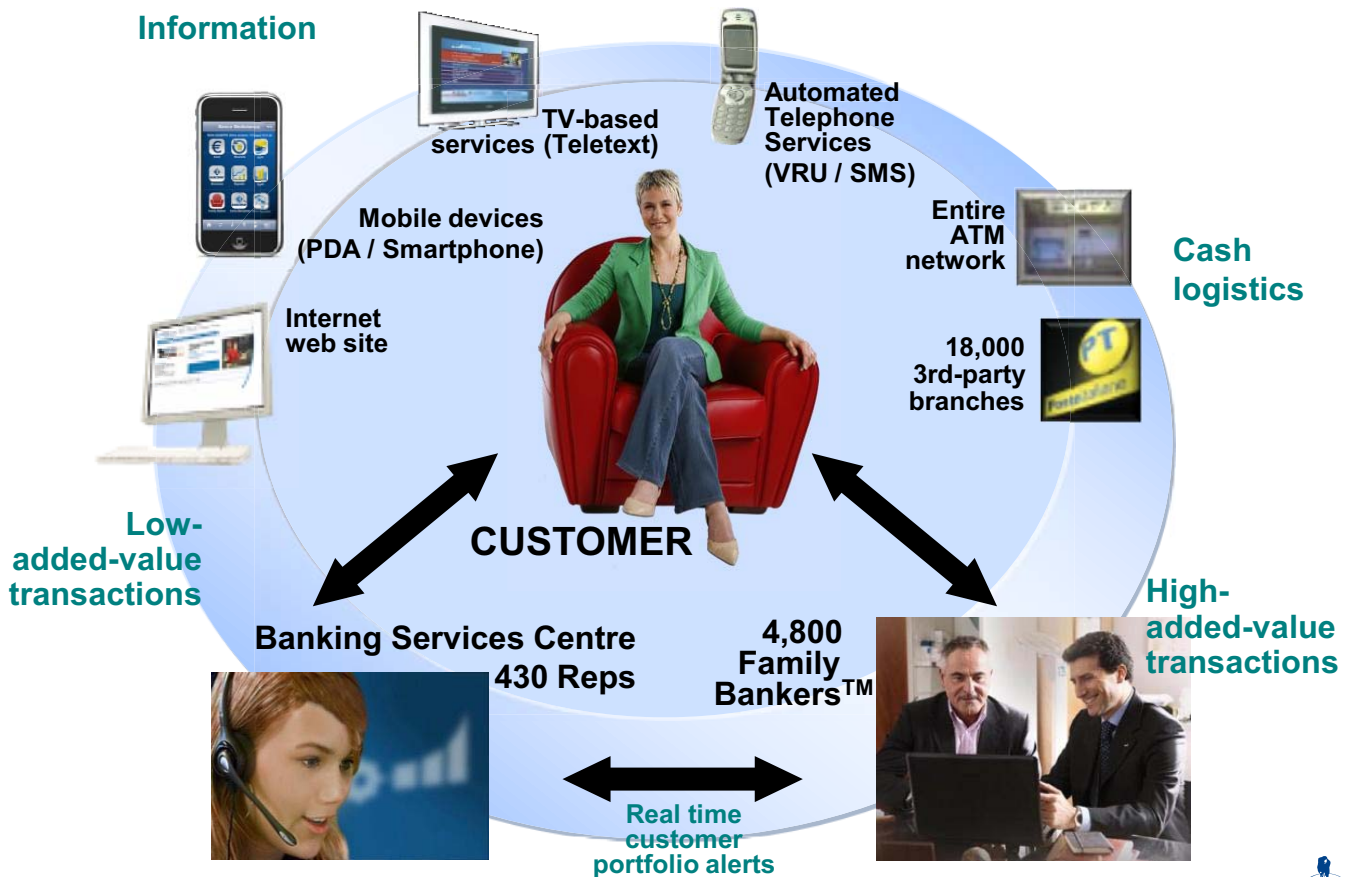 Information
TV-based
services (Teletext)
Automated
Telephone
Services
(VRU / SMS)
Mobile devices
(PDA / Smartphone)
Entire
ATM
network
Cash
logistics
Internet
web site
18,000
3rd-party
branches
PT
Posteitaliane
CUSTOMER
Low-
added-value
transactions
High-
added-value
transactions
Banking Services Centre
430 Reps
4,800
Family
Bankers™
Real time
customer
portfolio alerts